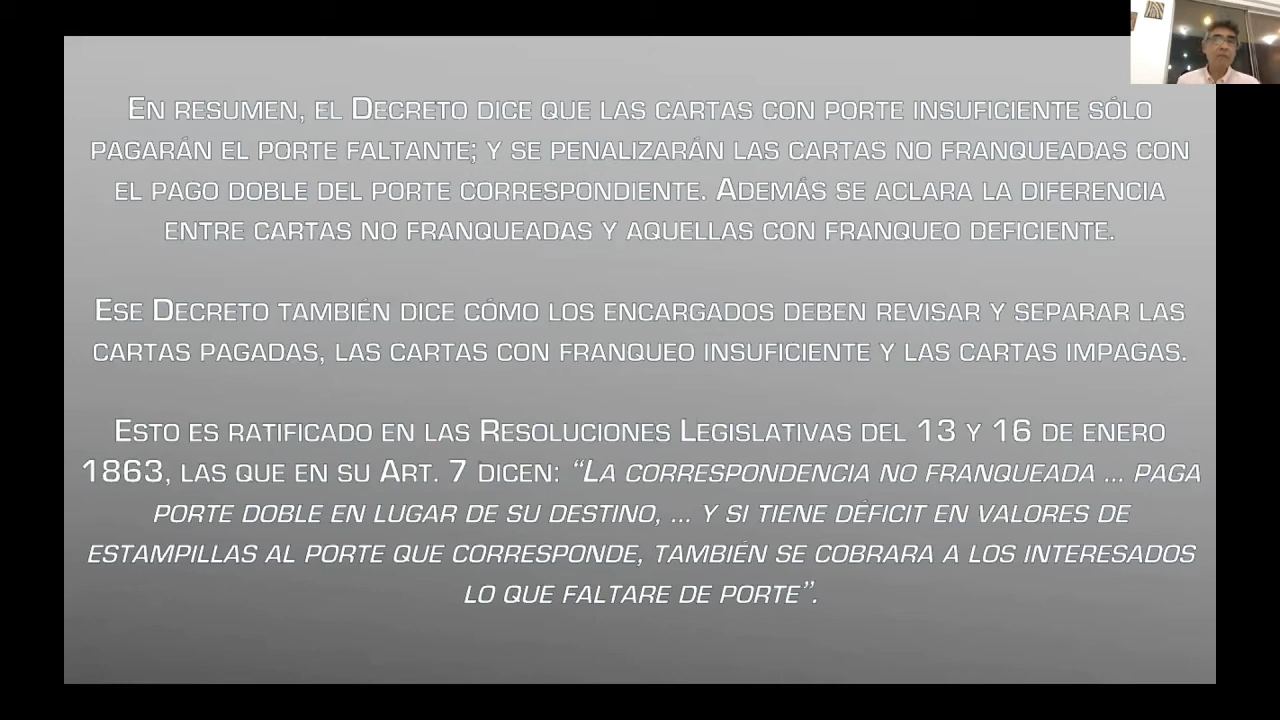 EN RESUMEN, EL DECRETO DICE QUE LAS CARTAS CON PORTE INSUFICIENTE SÓLO
PAGARÁN EL PORTE FALTANTE; Y SE PENALIZARÁN LAS CARTAS NO FRANQUEADAS CON
EL PAGO DOBLE DEL PORTE CORRESPONDIENTE. ADEMÁS SE ACLARA LA DIFERENCIA
ENTRE CARTAS NO FRANQUEADAS Y AQUELLAS CON FRANQUEO DEFICIENTE.
ESE DECRETO TAMBIÉN DICE CÓMO LOS ENCARGADOS DEBEN REVISAR Y SEPARAR LAS
CARTAS PAGADAS, LAS CARTAS CON FRANQUEO INSUFICIENTE Y LAS CARTAS IMPAGAS.
ESTO ES RATIFICADO EN LAS RESOLUCIONES LEGISLATIVAS DEL 13 Y 16 DE ENERO
1863, LAS QUE EN SU ART. 7 DICEN: “LA CORRESPONDENCIA NO FRANQUEADA ... PAGA
PORTE DOBLE EN LUGAR DE SU DESTINO, ... Y SI TIENE DÉFICIT EN VALORES DE
ESTAMPILLAS AL PORTE QUE CORRESPONDE, TAMBIÉN SE COBRARA A LOS INTERESADOS
LO QUE FALTARE DE PORTE”.